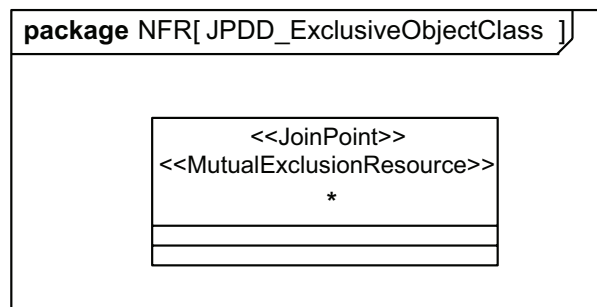 package NFR[ JPDD_ExclusiveObjectClass ]
<<JoinPoint>>
<<MutualExclusionResource>>
*